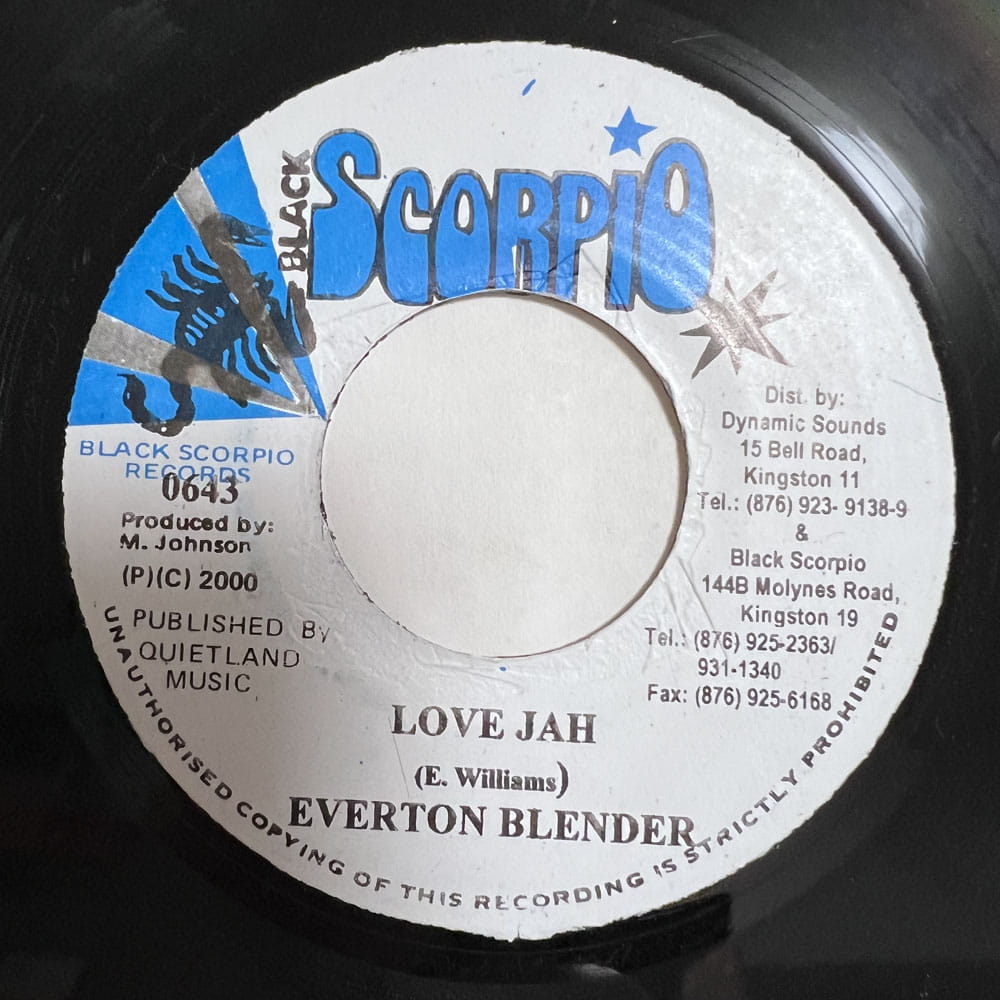 BLACK
SCORPIO
BLACK SCORPIO
RECORDS
0643
Produced by:
M. Johnson
(P)(C) 2000
PUBLISHED BY
QUIETLAND
MUSIC
Dist. by:
Dynamic Sounds
15 Bell Road,
Kingston 11
Tel.: (876) 923- 9138-9
&
Black Scorpio
144B Molynes Road,
Kingston 19
Tel.: (876) 925-2363/
931-1340
Fax: (876) 925-6168
LOVE JAH
(E. Williams)
EVERTON BLENDER
UNAUTHORISED COPYING OF THIS RECORDING IS STRICTLY PROHIBITED